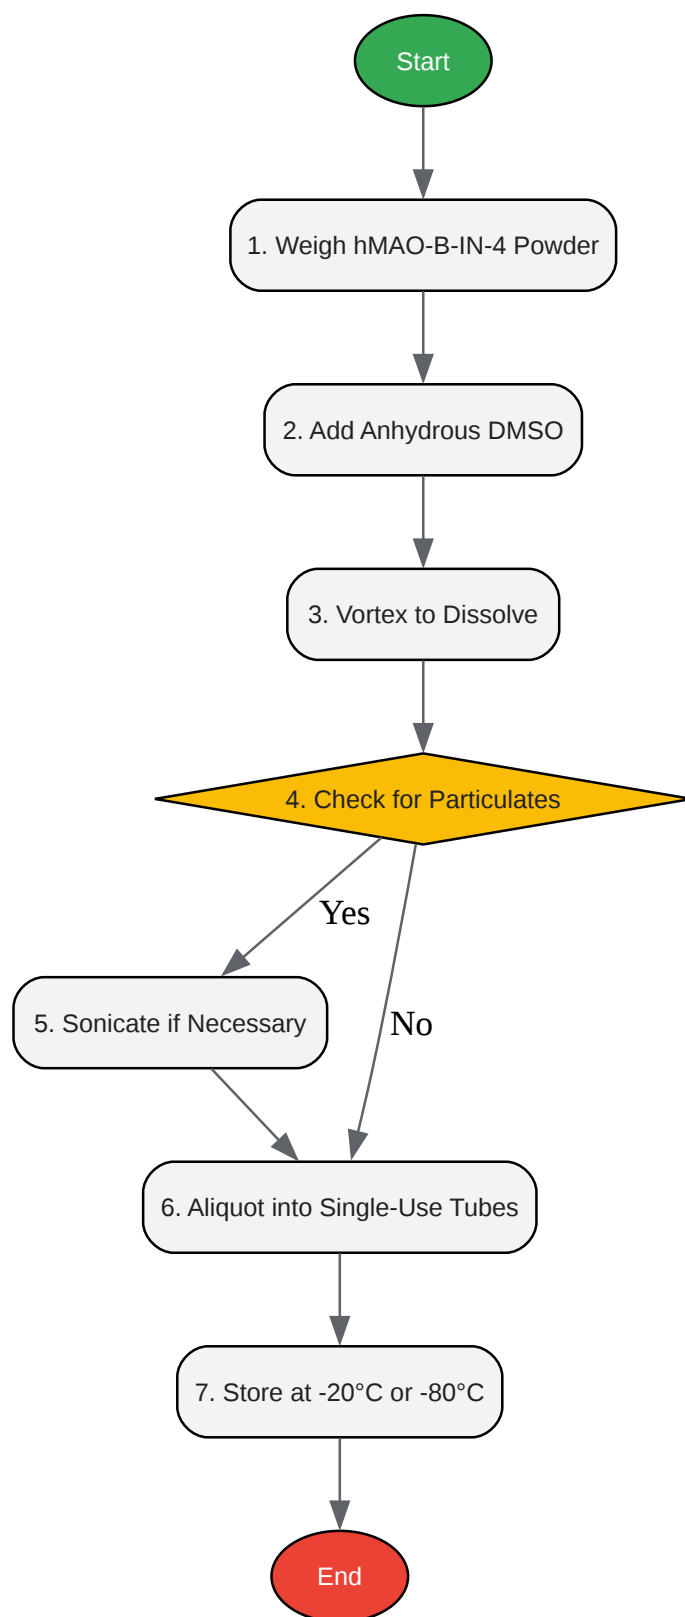 Start
1. Weigh hMAO-B-IN-4 Powder
2. Add Anhydrous DMSO
3. Vortex to Dissolve
4. Check for Particulates
Yes
5. Sonicate if Necessary
No
6. Aliquot into Single-Use Tubes
7. Store at -20°C or -80°C
End